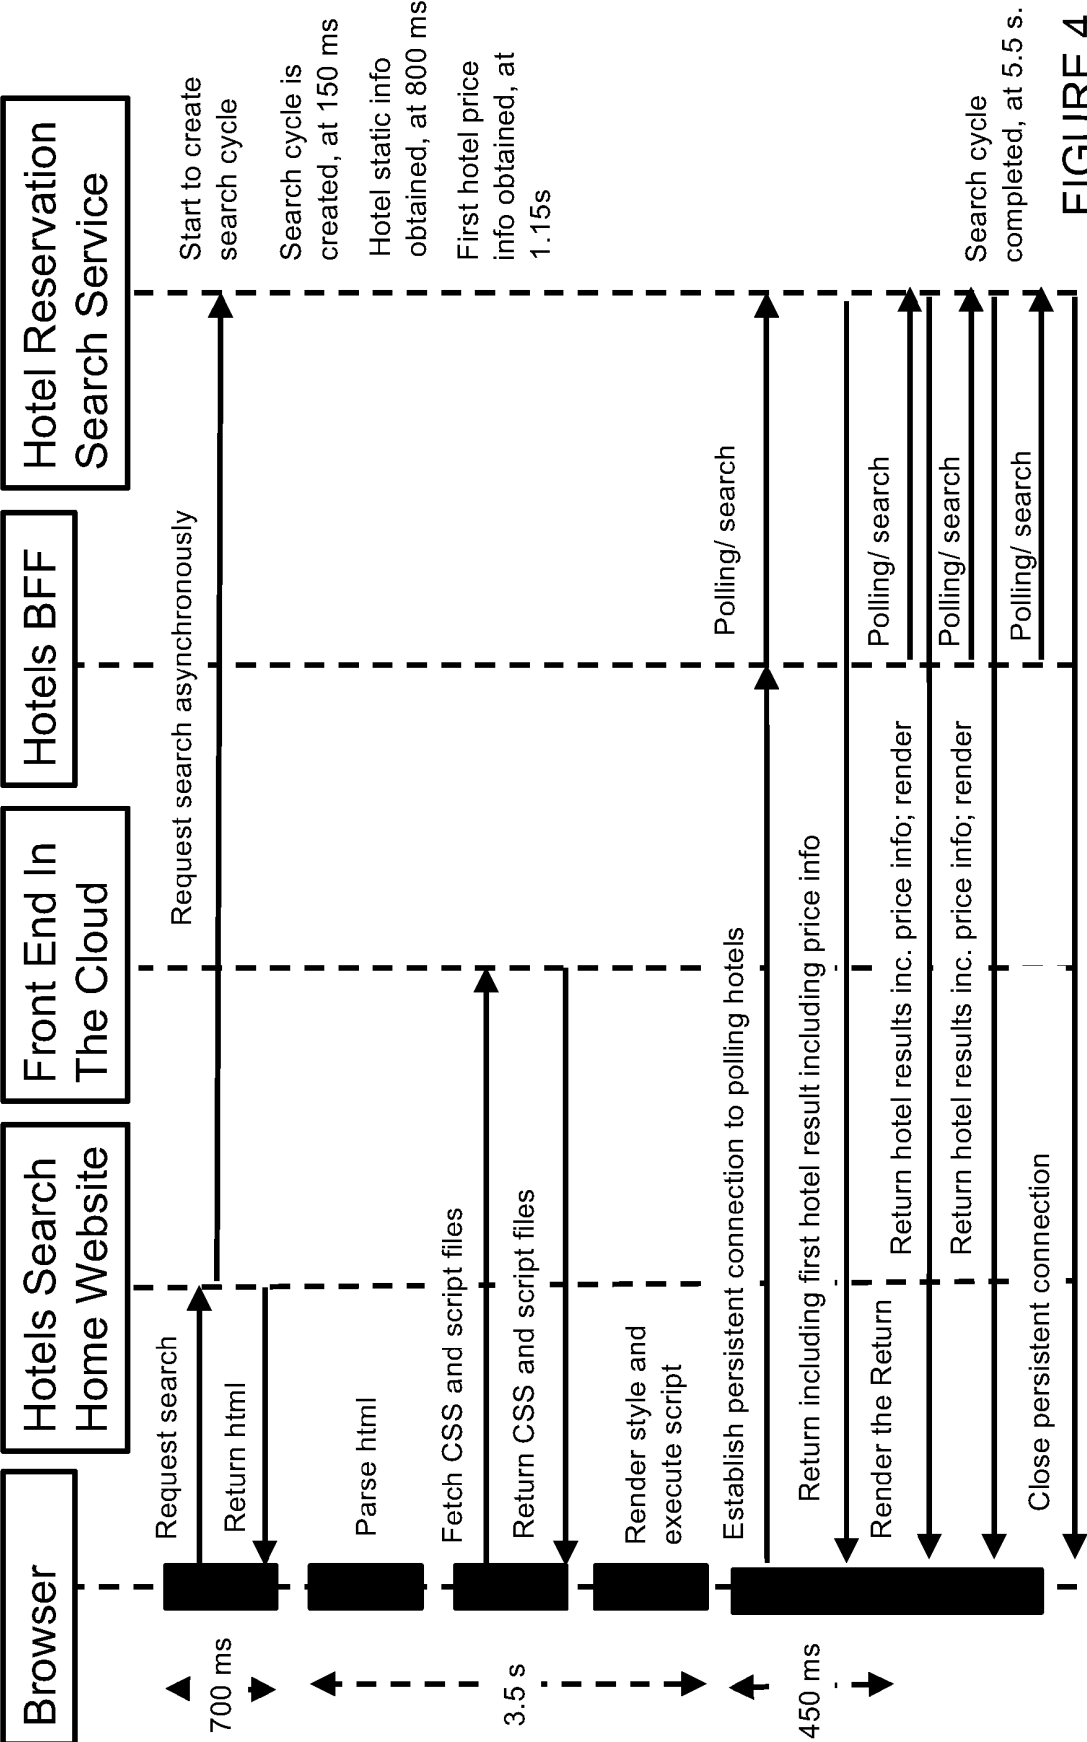 Browser
Hotels Search
Home Website
Front End In
The Cloud
Hotels BFF
Hotel Reservation
Search Service
700 ms
Request search
Request search asynchronously
Start to create
search cycle
Return html
Search cycle is
created, at 150 ms
Parse html
Hotel static info
obtained, at 800 ms
3.5 s
Fetch CSS and script files
First hotel price
info obtained, at
1.15s
Return CSS and script files
Render style and
execute script
450 ms
Establish persistent connection to polling hotels
Polling/ search
Return including first hotel result including price info
Render the Return
Polling/ search
Return hotel results inc. price info; render
Polling/ search
Return hotel results inc. price info; render
Search cycle
completed, at 5.5 s.
Polling/ search
Close persistent connection
FIGURE 4